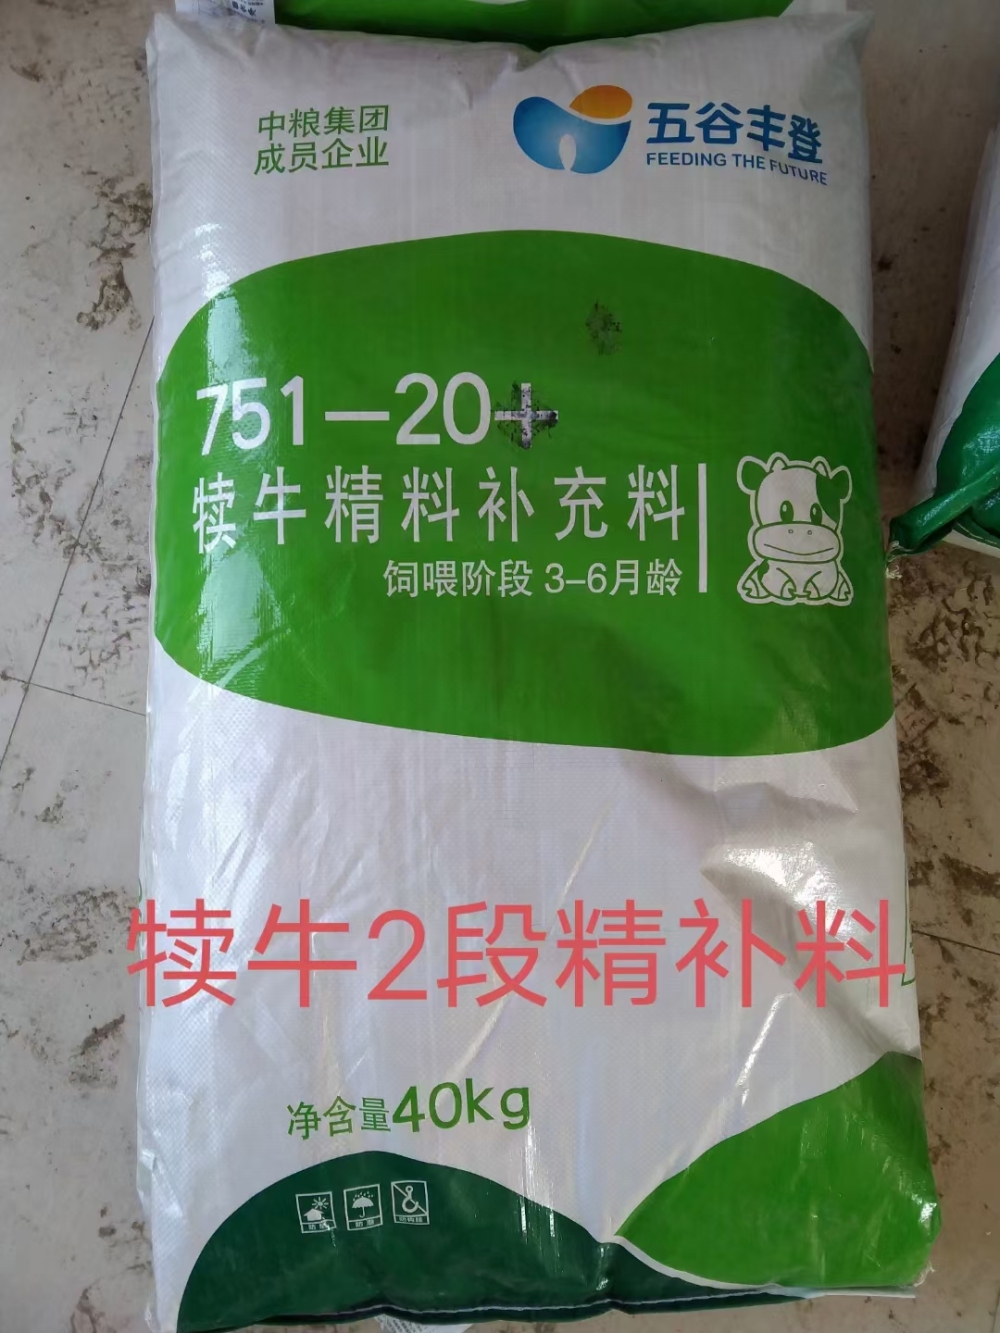 中粮集团
成员企业
五谷丰登
FEEDING THE FUTURE
751—20+
犊牛精料补充料
饲喂阶段 3-6月龄
犊牛2段精补料
净含量40kg